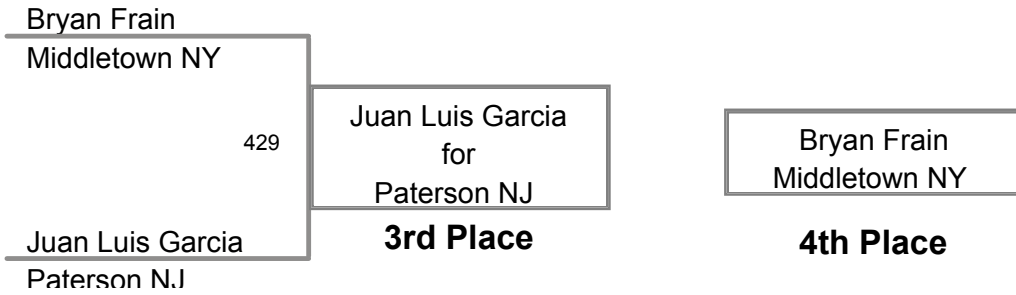 Bryan Frain
Middletown NY
429
Juan Luis Garcia
for
Paterson NJ
3rd Place
Bryan Frain
Middletown NY
4th Place
Juan Luis Garcia
Paterson NJ